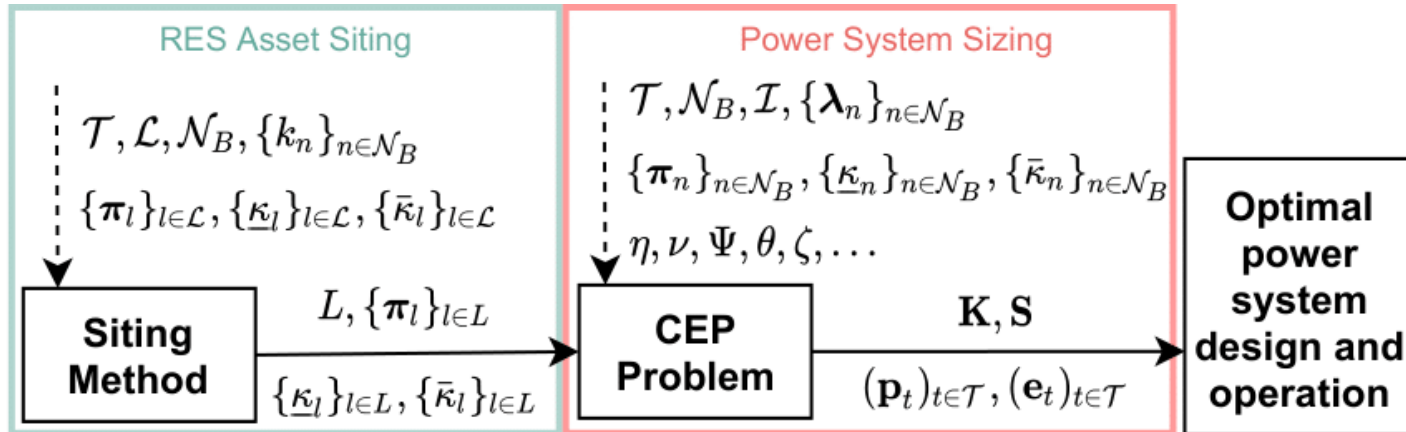 RES Asset Siting
𝒯, ℒ, 𝒩_B, {k_n}_{n∈𝒩_B}
{𝝅_l}_{l∈ℒ}, {κ̲_l}_{l∈ℒ}, {κ̄_l}_{l∈ℒ}
Siting
Method
L, {𝝅_l}_{l∈L}
{κ̲_l}_{l∈L}, {κ̄_l}_{l∈L}
Power System Sizing
𝒯, 𝒩_B, ℐ, {𝝀_n}_{n∈𝒩_B}
{𝝅_n}_{n∈𝒩_B}, {κ̲_n}_{n∈𝒩_B}, {κ̄_n}_{n∈𝒩_B}
η, ν, Ψ, θ, ζ, …
CEP
Problem
𝐊, 𝐒
(𝐩_t)_{t∈𝒯}, (𝐞_t)_{t∈𝒯}
Optimal
power
system
design and
operation